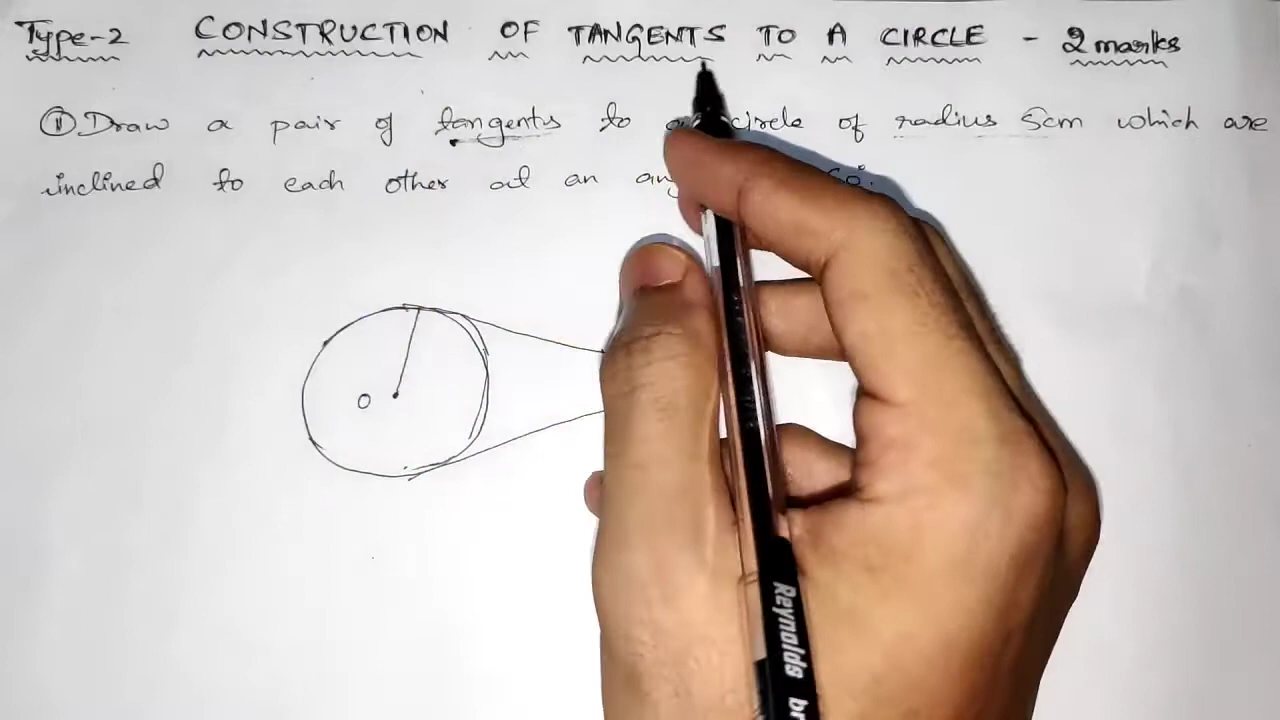 Type-2 CONSTRUCTION OF TANGENTS TO A CIRCLE - 2 marks
① Draw a pair of tangents to circle of radius 5cm which are
inclined to each other at an
O
Reynolds